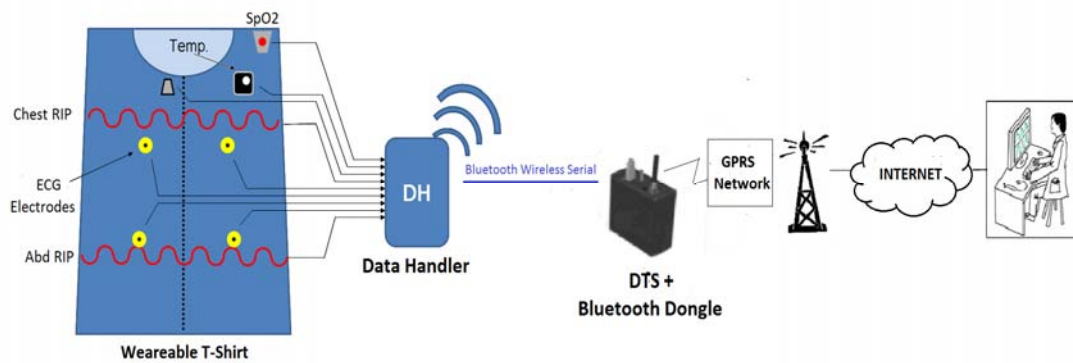 SpO2
Temp.
Chest RIP
ECG
Electrodes
Abd RIP
Weareable T-Shirt
DH
Data Handler
Bluetooth Wireless Serial
DTS +
Bluetooth Dongle
GPRS
Network
INTERNET